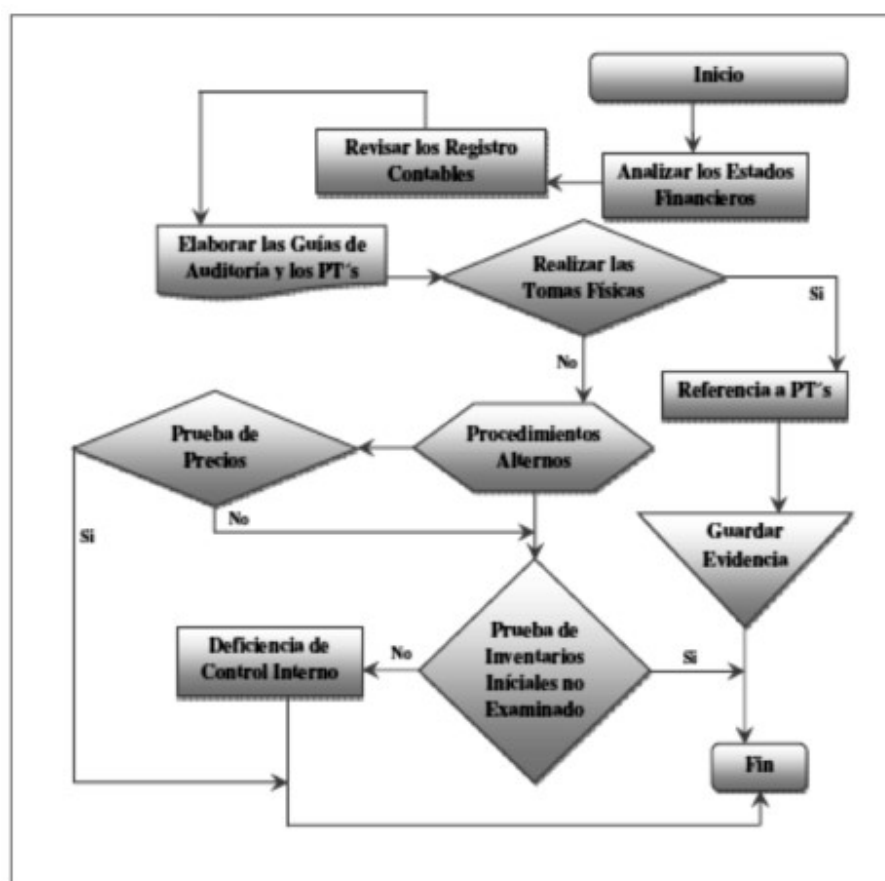 Inicio
Analizar los Estados
Financieros
Revisar los Registro
Contables
Elaborar las Guías de
Auditoría y los PT´s
Realizar las
Tomas Físicas
Si
No
Referencia a PT´s
Procedimientos
Alternos
Prueba de
Precios
No
Si
Guardar
Evidencia
Prueba de
Inventarios
Iníciales no
Examinado
No
Si
Deficiencia de
Control Interno
Fin